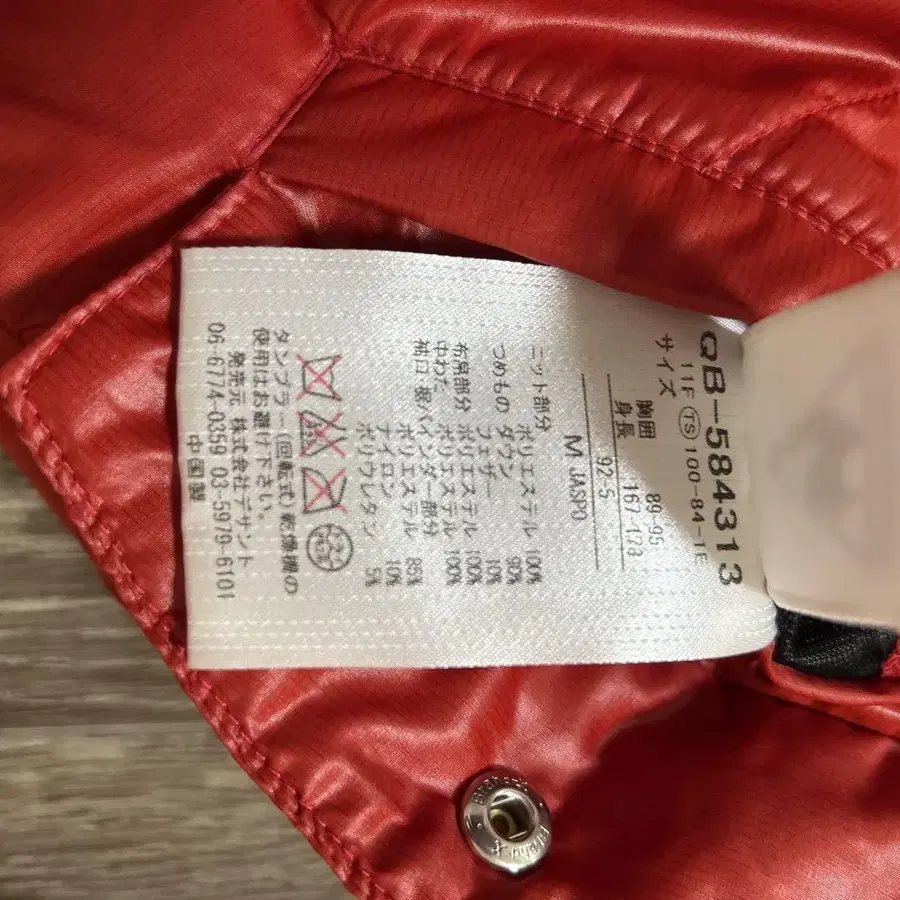 QB-584313
11F TS 100-84-1E
サイズ
胸囲 89-95
身長 167-173
92-5
M JASPO
ニット部分 ポリエステル 100%
つめもの ダウン 90%
フェザー 10%
布帛部分 ポリエステル 100%
中わた ポリエステル 100%
袖口・裾バインダー部分
ポリエステル 85%
ナイロン 10%
ポリウレタン 5%
タンブラー(回転式)乾燥機の
使用はお避け下さい。
発売元 株式会社デサント
06-6774-0359 03-5979-6101
中国製